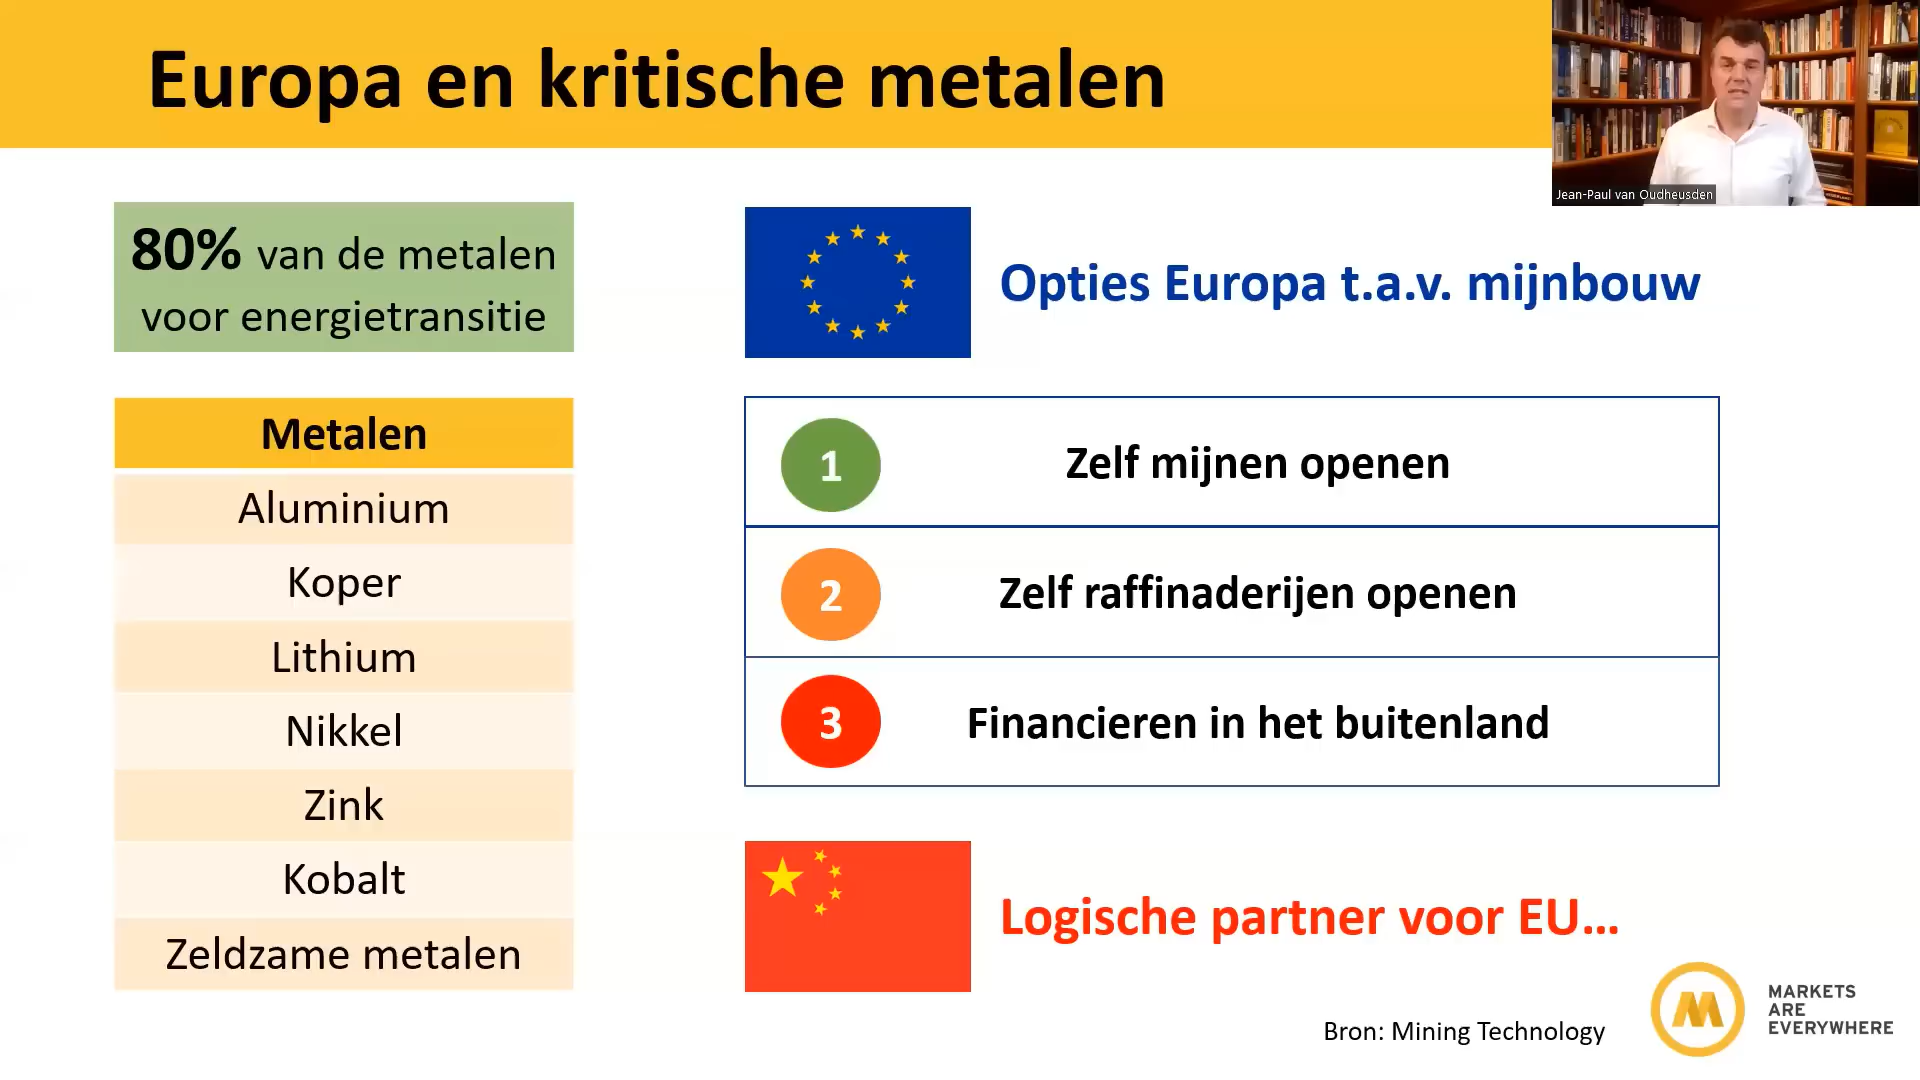 Europa en kritische metalen
Jean-Paul van Oudheusden
80% van de metalen
voor energietransitie
Metalen
Aluminium
Koper
Lithium
Nikkel
Zink
Kobalt
Zeldzame metalen
Opties Europa t.a.v. mijnbouw
1 Zelf mijnen openen
2 Zelf raffinaderijen openen
3 Financieren in het buitenland
Logische partner voor EU...
Bron: Mining Technology
MARKETS
ARE
EVERYWHERE